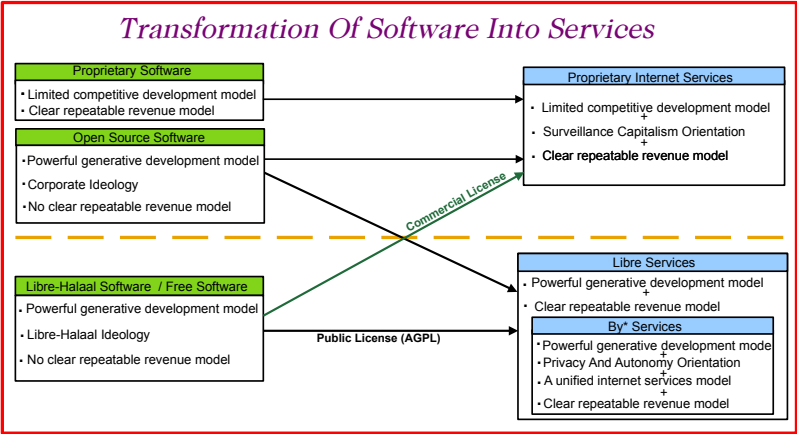 Transformation Of Software Into Services
Proprietary Software
· Limited competitive development model
· Clear repeatable revenue model
Open Source Software
· Powerful generative development model
· Corporate Ideology
· No clear repeatable revenue model
Libre-Halaal Software / Free Software
· Powerful generative development model
· Libre-Halaal Ideology
· No clear repeatable revenue model
Commercial License
Public License (AGPL)
Proprietary Internet Services
· Limited competitive development model
+
· Surveillance Capitalism Orientation
+
· Clear repeatable revenue model
Libre Services
· Powerful generative development model
+
· Clear repeatable revenue model
By* Services
· Powerful generative development mode
+
· Privacy And Autonomy Orientation
+
· A unified internet services model
+
· Clear repeatable revenue model